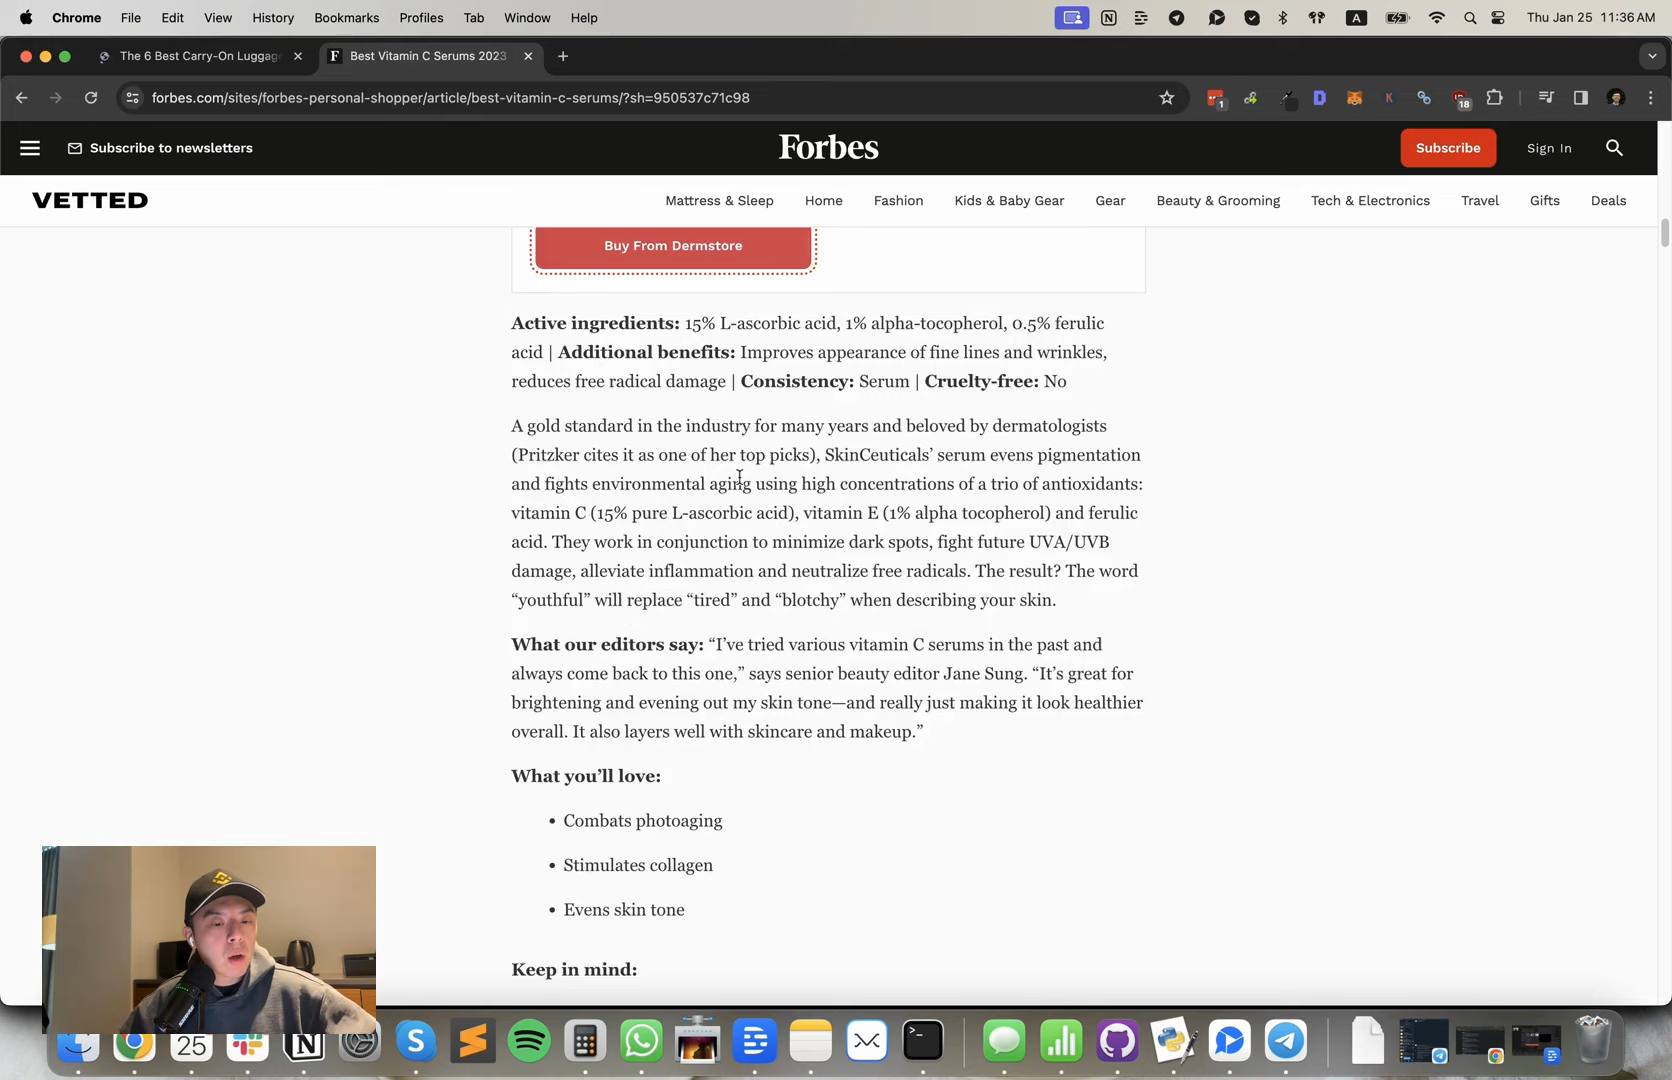 Chrome File Edit View History Bookmarks Profiles Tab Window Help A Thu Jan 25 11:36 AM
The 6 Best Carry-On Luggag
F Best Vitamin C Serums 2023
forbes.com/sites/forbes-personal-shopper/article/best-vitamin-c-serums/?sh=950537c71c98
1 D K 18
Subscribe to newsletters
Forbes
Subscribe
Sign In
VETTED
Mattress & Sleep Home Fashion Kids & Baby Gear Gear Beauty & Grooming Tech & Electronics Travel Gifts Deals
Buy From Dermstore
Active ingredients: 15% L-ascorbic acid, 1% alpha-tocopherol, 0.5% ferulic
acid | Additional benefits: Improves appearance of fine lines and wrinkles,
reduces free radical damage | Consistency: Serum | Cruelty-free: No
A gold standard in the industry for many years and beloved by dermatologists
(Pritzker cites it as one of her top picks), SkinCeuticals’ serum evens pigmentation
and fights environmental aging using high concentrations of a trio of antioxidants:
vitamin C (15% pure L-ascorbic acid), vitamin E (1% alpha tocopherol) and ferulic
acid. They work in conjunction to minimize dark spots, fight future UVA/UVB
damage, alleviate inflammation and neutralize free radicals. The result? The word
“youthful” will replace “tired” and “blotchy” when describing your skin.
What our editors say: “I’ve tried various vitamin C serums in the past and
always come back to this one,” says senior beauty editor Jane Sung. “It’s great for
brightening and evening out my skin tone—and really just making it look healthier
overall. It also layers well with skincare and makeup.”
What you’ll love:
• Combats photoaging
• Stimulates collagen
• Evens skin tone
Keep in mind:
25